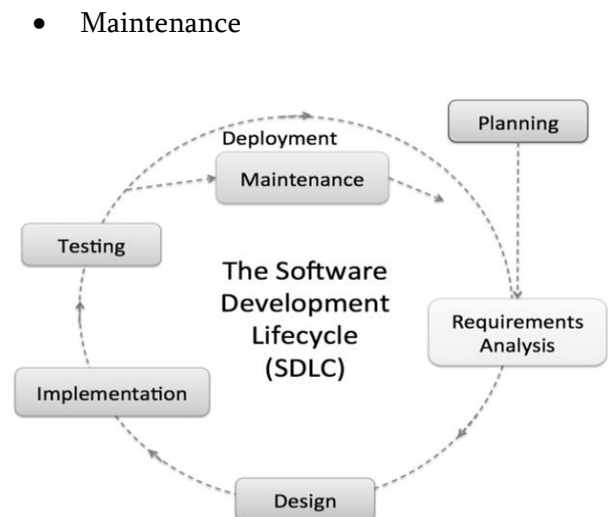 • Maintenance
Planning
Deployment
Maintenance
Testing
The Software
Development
Lifecycle
(SDLC)
Requirements
Analysis
Implementation
Design